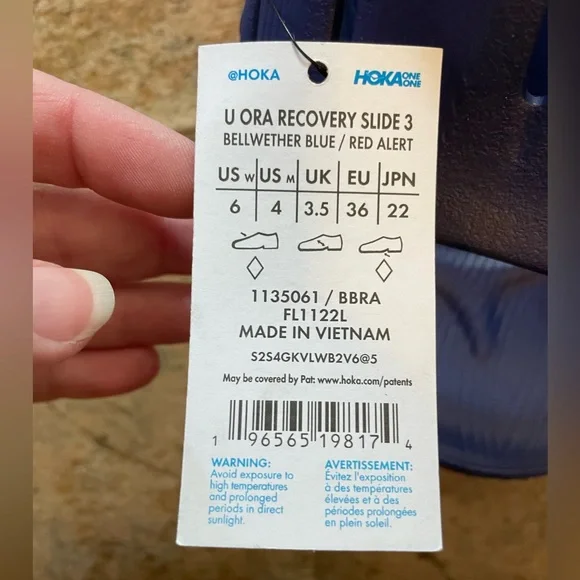 @HOKA HOKA ONE ONE
U ORA RECOVERY SLIDE 3
BELLWETHER BLUE / RED ALERT
US W US M UK EU JPN
6 4 3.5 36 22
1135061 / BBRA
FL1122L
MADE IN VIETNAM
S2S4GKVLWB2V6@5
May be covered by Pat: www.hoka.com/patents
1 96565 19817 4
WARNING:
Avoid exposure to
high temperatures
and prolonged
periods in direct
sunlight.
AVERTISSEMENT:
Évitez l'exposition
à des températures
élevées et à des
périodes prolongées
en plein soleil.